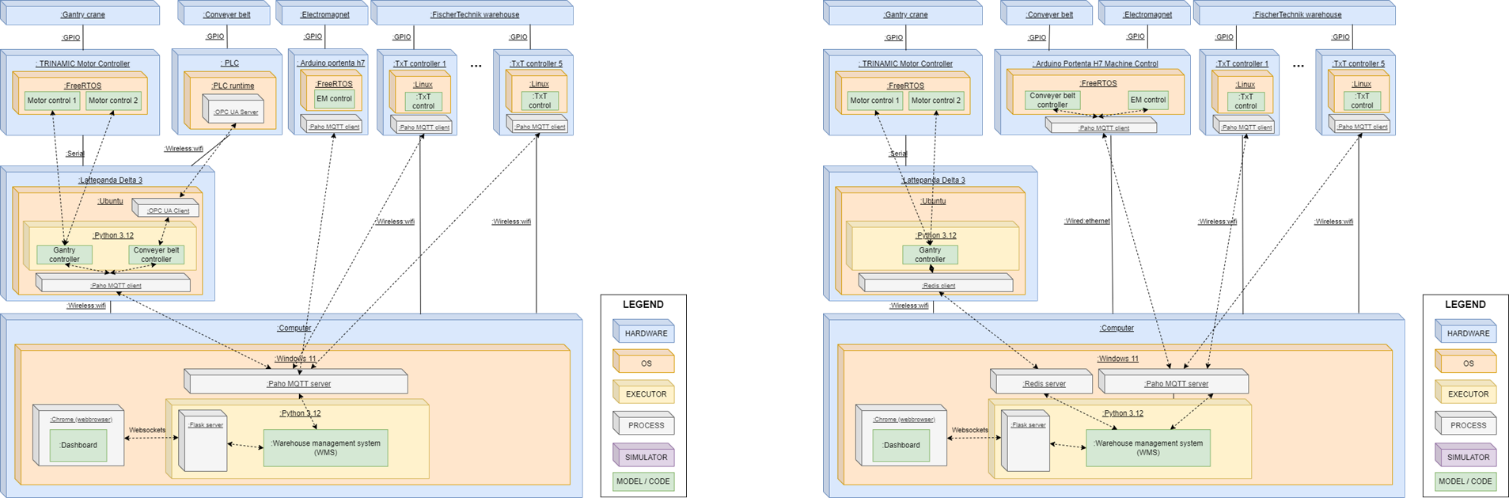 :Gantry crane
:Conveyer belt
:Electromagnet
:FischerTechnik warehouse
:GPIO
:GPIO
:GPIO
:GPIO
:GPIO
: TRINAMIC Motor Controller
: PLC
: Arduino portenta h7
:TxT controller 1
...
:TxT controller 5
:FreeRTOS
Motor control 1
Motor control 2
:PLC runtime
:OPC UA Server
:FreeRTOS
EM control
:Linux
:TxT
control
:Linux
:TxT
control
:Paho MQTT client
:Paho MQTT client
:Paho MQTT client
:Serial
:Wireless:wifi
:Lattepanda Delta 3
:Ubuntu
:OPC UA Client
:Python 3.12
Gantry
controller
Conveyer belt
controller
:Paho MQTT client
:Wireless:wifi
:Wireless:wifi
:Wireless:wifi
:Computer
:Windows 11
:Paho MQTT server
:Python 3.12
:Chrome (webbrowser)
:Dashboard
Websockets
:Flask server
:Warehouse management system
(WMS)
LEGEND
HARDWARE
OS
EXECUTOR
PROCESS
SIMULATOR
MODEL / CODE
:Gantry crane
:Conveyer belt
:Electromagnet
:FischerTechnik warehouse
:GPIO
:GPIO
:GPIO
:GPIO
:GPIO
: TRINAMIC Motor Controller
: Arduino Portenta H7 Machine Control
:TxT controller 1
...
:TxT controller 5
:FreeRTOS
Motor control 1
Motor control 2
:FreeRTOS
Conveyer belt
controller
EM control
:Linux
:TxT
control
:Linux
:TxT
control
:Paho MQTT client
:Paho MQTT client
:Paho MQTT client
:Serial
:Lattepanda Delta 3
:Ubuntu
:Python 3.12
Gantry
controller
:Redis client
:Wireless:wifi
:Wired:ethernet
:Wireless:wifi
:Wireless:wifi
:Computer
:Windows 11
:Redis server
:Paho MQTT server
:Python 3.12
:Chrome (webbrowser)
:Dashboard
Websockets
:Flask server
:Warehouse management system
(WMS)
LEGEND
HARDWARE
OS
EXECUTOR
PROCESS
SIMULATOR
MODEL / CODE